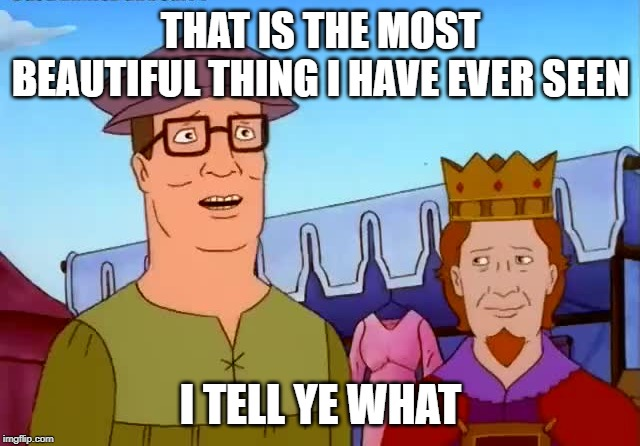 THAT IS THE MOST
BEAUTIFUL THING I HAVE EVER SEEN
I TELL YE WHAT
imgflip.com